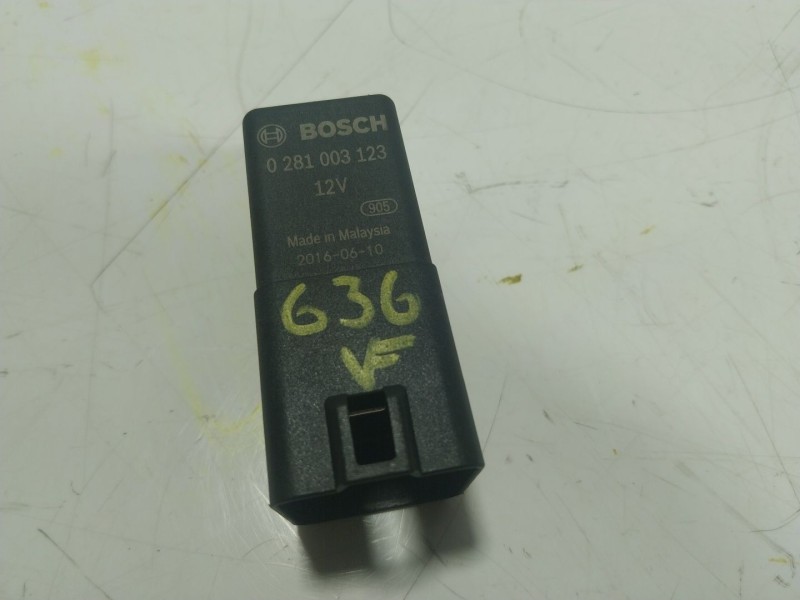 BOSCH
0 281 003 123
12V
905
Made in Malaysia
2016-06-10
636
VF